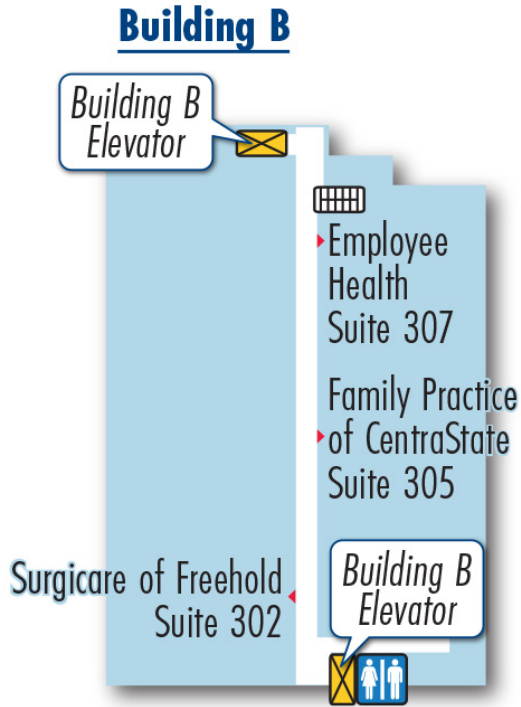 Building B
Building B
Elevator
Employee
Health
Suite 307
Family Practice
of CentraState
Suite 305
Surgicare of Freehold
Suite 302
Building B
Elevator